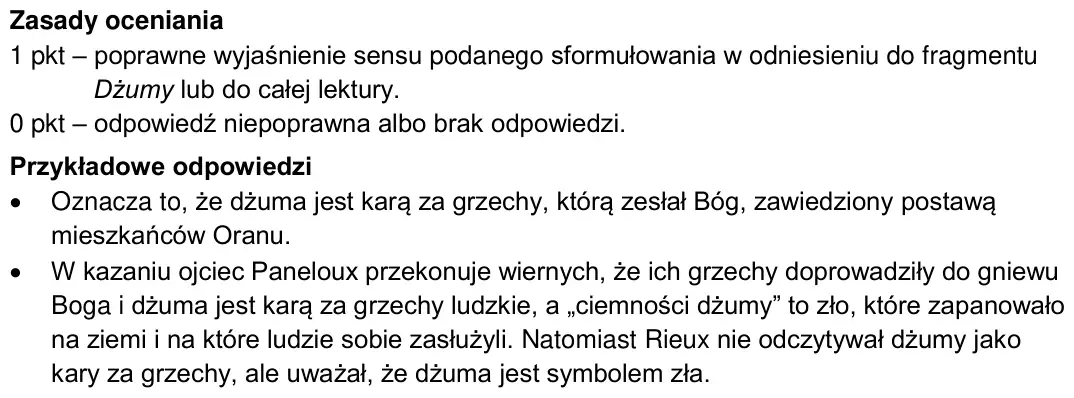 Zasady oceniania
1 pkt – poprawne wyjaśnienie sensu podanego sformułowania w odniesieniu do fragmentu
Dżumy lub do całej lektury.
0 pkt – odpowiedź niepoprawna albo brak odpowiedzi.
Przykładowe odpowiedzi
• Oznacza to, że dżuma jest karą za grzechy, którą zesłał Bóg, zawiedziony postawą
mieszkańców Oranu.
• W kazaniu ojciec Paneloux przekonuje wiernych, że ich grzechy doprowadziły do gniewu
Boga i dżuma jest karą za grzechy ludzkie, a „ciemności dżumy” to zło, które zapanowało
na ziemi i na które ludzie sobie zasłużyli. Natomiast Rieux nie odczytywał dżumy jako
kary za grzechy, ale uważał, że dżuma jest symbolem zła.